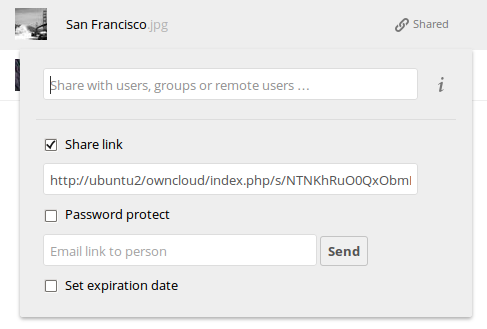 San Francisco.jpg
Shared
Share with users, groups or remote users ...
i
Share link
http://ubuntu2/owncloud/index.php/s/NTNKhRuO0QxObm
Password protect
Email link to person
Send
Set expiration date